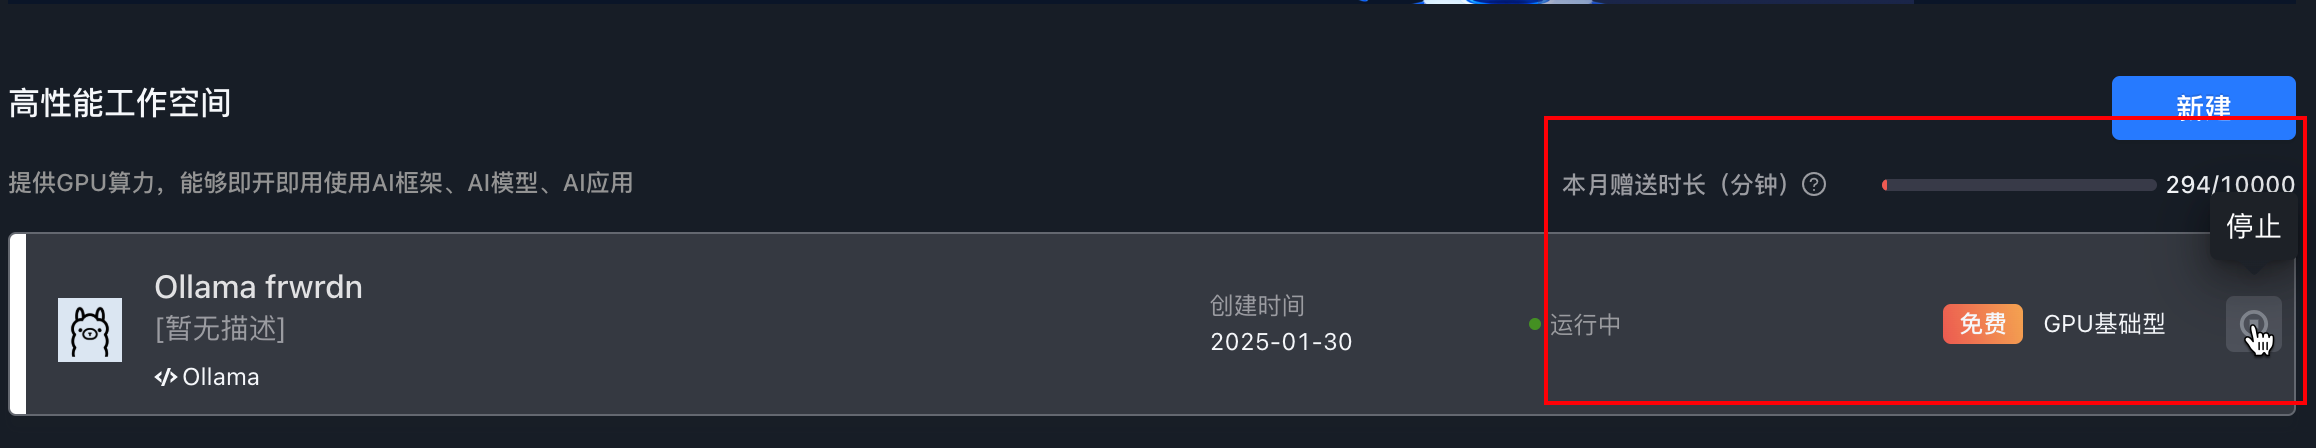 高性能工作空间
新建
提供GPU算力，能够即开即用使用AI框架、AI模型、AI应用
本月赠送时长（分钟）
294/10000
停止
Ollama frwrdn
[暂无描述]
Ollama
创建时间
2025-01-30
运行中
免费
GPU基础型